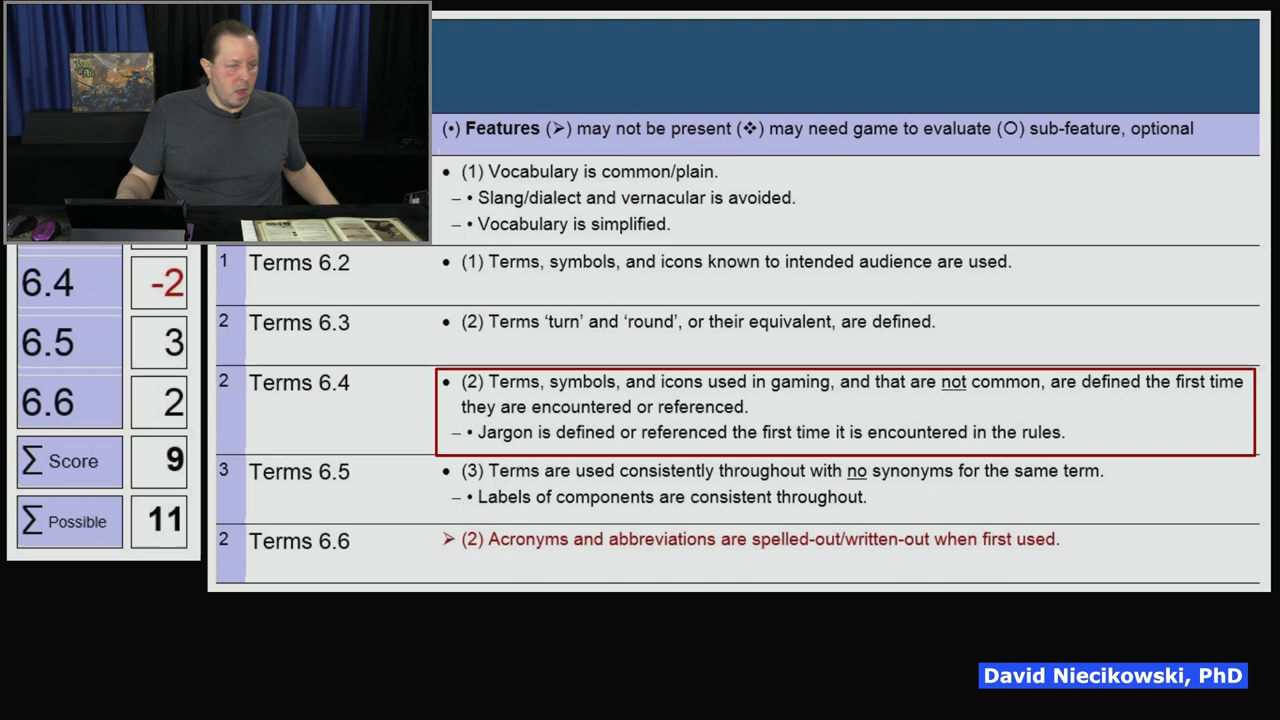 (•) Features (➢) may not be present (❖) may need game to evaluate (O) sub-feature, optional
• (1) Vocabulary is common/plain.
– • Slang/dialect and vernacular is avoided.
– • Vocabulary is simplified.
1 Terms 6.2 • (1) Terms, symbols, and icons known to intended audience are used.
2 Terms 6.3 • (2) Terms ‘turn’ and ‘round’, or their equivalent, are defined.
2 Terms 6.4 • (2) Terms, symbols, and icons used in gaming, and that are not common, are defined the first time
they are encountered or referenced.
– • Jargon is defined or referenced the first time it is encountered in the rules.
3 Terms 6.5 • (3) Terms are used consistently throughout with no synonyms for the same term.
– • Labels of components are consistent throughout.
2 Terms 6.6 ➢ (2) Acronyms and abbreviations are spelled-out/written-out when first used.
6.4 -2
6.5 3
6.6 2
∑ Score 9
∑ Possible 11
David Niecikowski, PhD